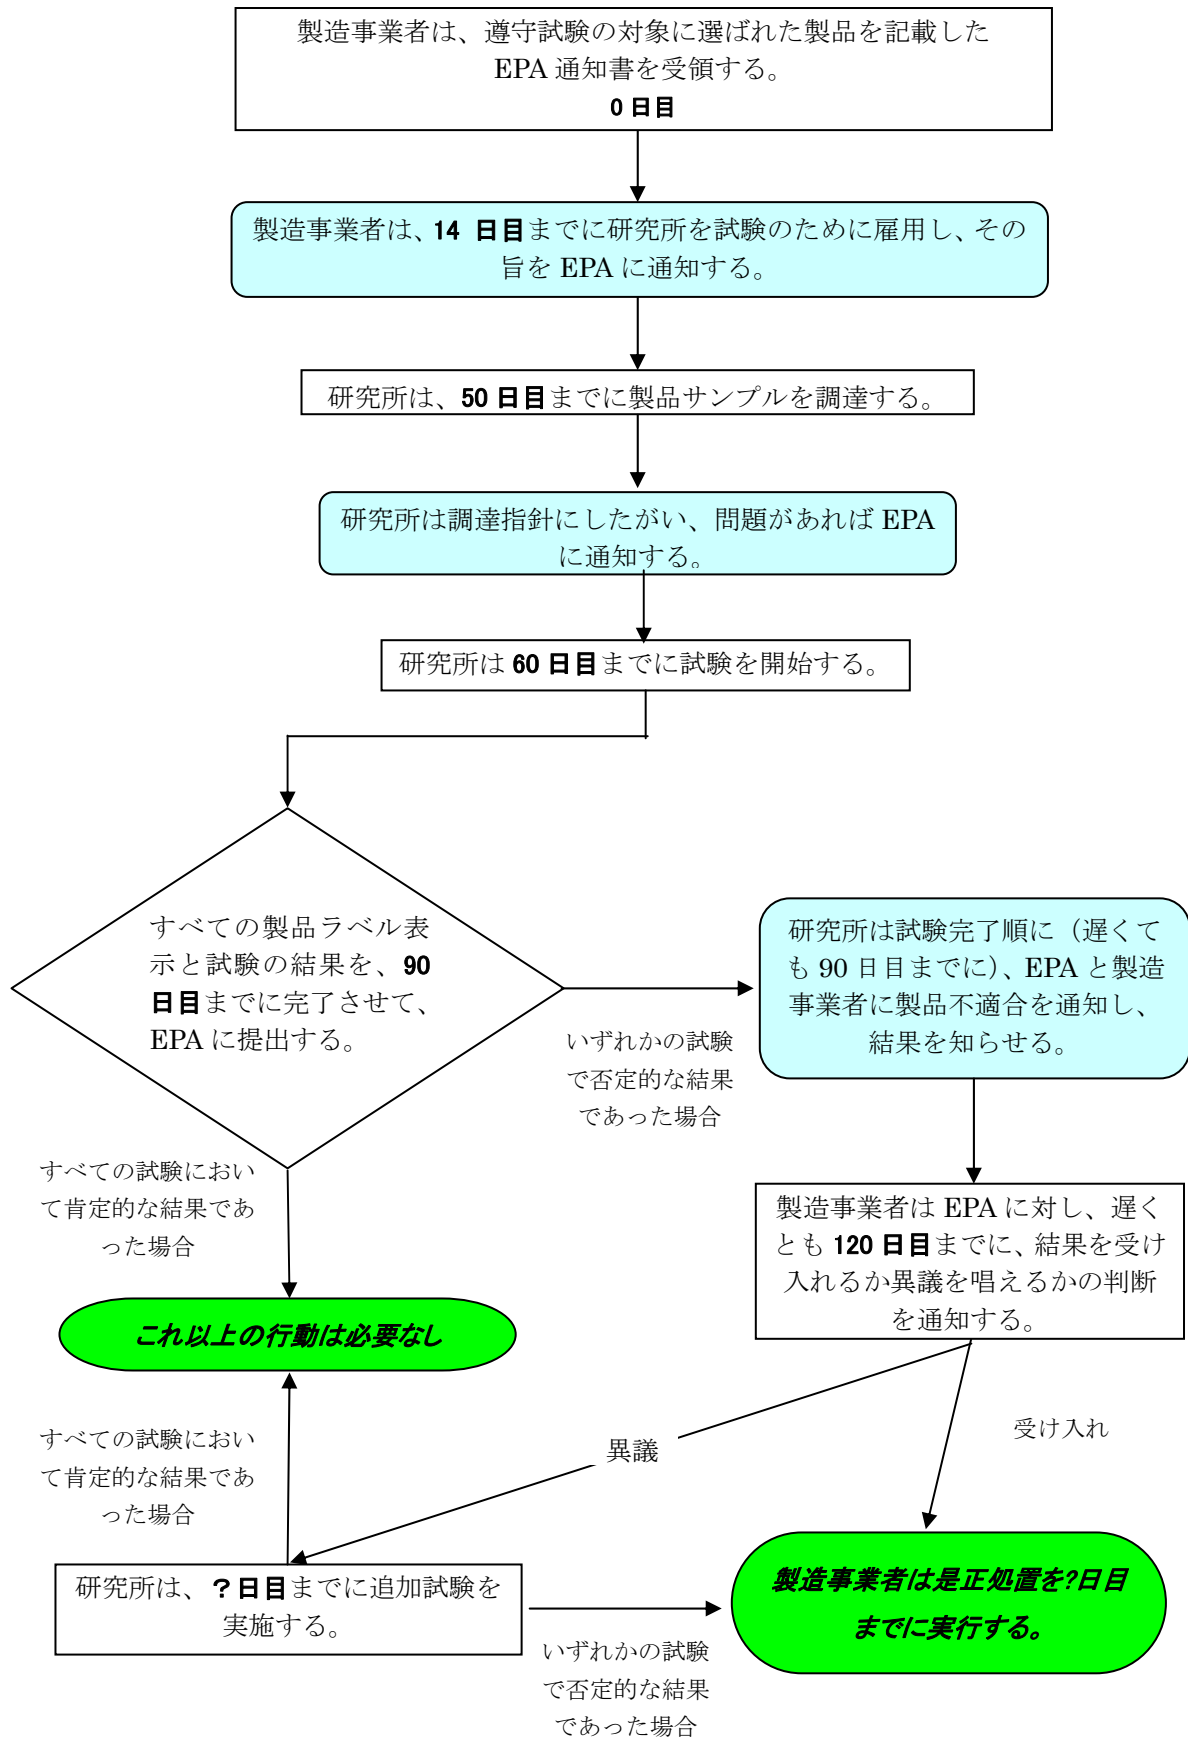 製造事業者は、遵守試験の対象に選ばれた製品を記載した
EPA 通知書を受領する。
0 日目
製造事業者は、14 日目までに研究所を試験のために雇用し、その
旨を EPA に通知する。
研究所は、50 日目までに製品サンプルを調達する。
研究所は調達指針にしたがい、問題があれば EPA
に通知する。
研究所は 60 日目までに試験を開始する。
すべての製品ラベル表
示と試験の結果を、90
日目までに完了させて、
EPA に提出する。
いずれかの試験
で否定的な結果
であった場合
研究所は試験完了順に（遅くて
も 90 日目までに）、EPA と製造
事業者に製品不適合を通知し、
結果を知らせる。
すべての試験におい
て肯定的な結果であ
った場合
製造事業者は EPA に対し、遅く
とも 120 日目までに、結果を受け
入れるか異議を唱えるかの判断
を通知する。
これ以上の行動は必要なし
すべての試験におい
て肯定的な結果であ
った場合
異議
受け入れ
研究所は、？日目までに追加試験を
実施する。
いずれかの試験
で否定的な結果
であった場合
製造事業者は是正処置を?日目
までに実行する。